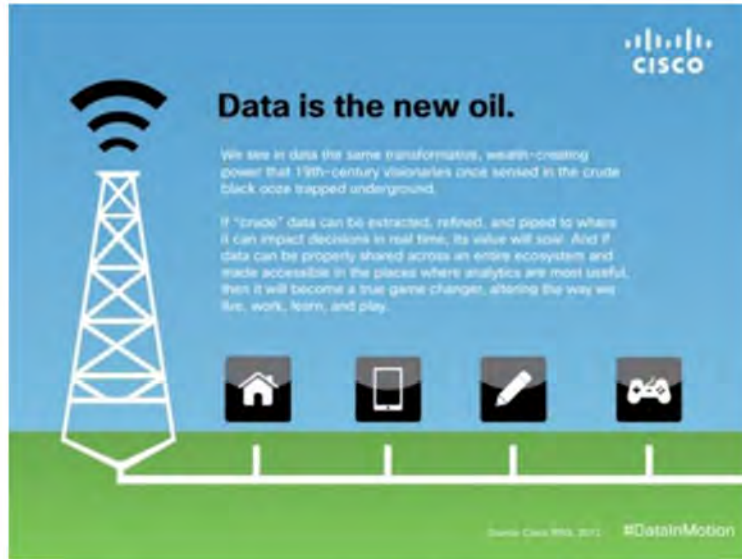 CISCO
Data is the new oil.
We see in data the same transformative, wealth-creating
power that 19th-century visionaries once sensed in the crude
black ooze trapped underground.
If "crude" data can be extracted, refined, and piped to where
it can impact decisions in real time, its value will soar. And if
data can be properly shared across an entire ecosystem and
made accessible in the places where analytics are most useful,
then it will become a true game changer, altering the way we
live, work, learn, and play.
Source: Cisco IBSG, 2012
#DataInMotion